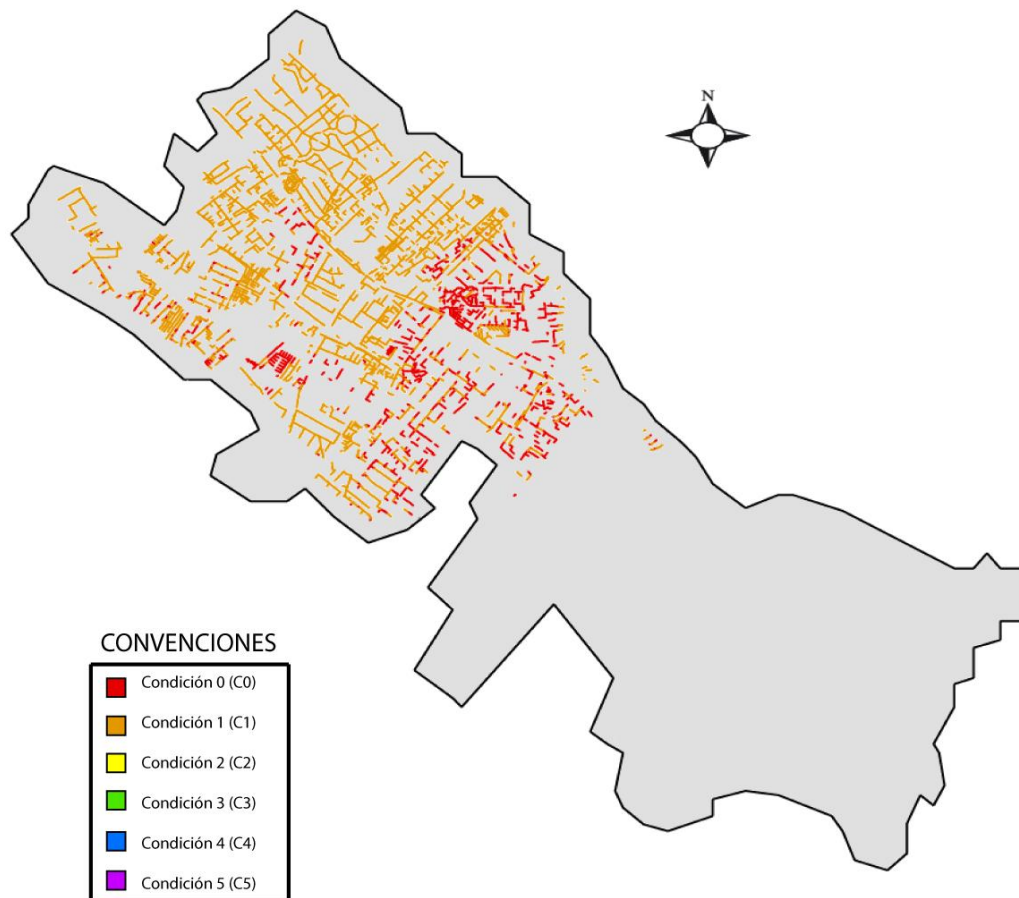 N
CONVENCIONES
Condición 0 (C0)
Condición 1 (C1)
Condición 2 (C2)
Condición 3 (C3)
Condición 4 (C4)
Condición 5 (C5)